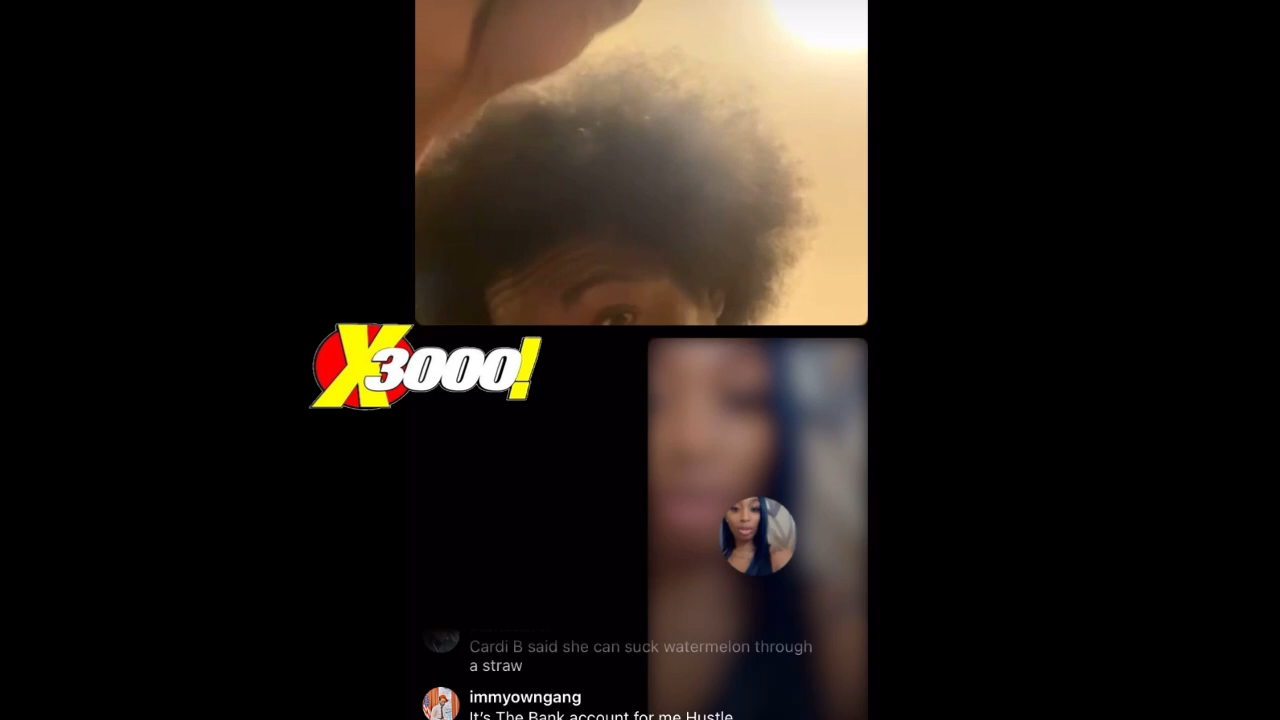 X3000!
Cardi B said she can suck watermelon through
a straw
immyowngang
It's The Bank account for me Hustle